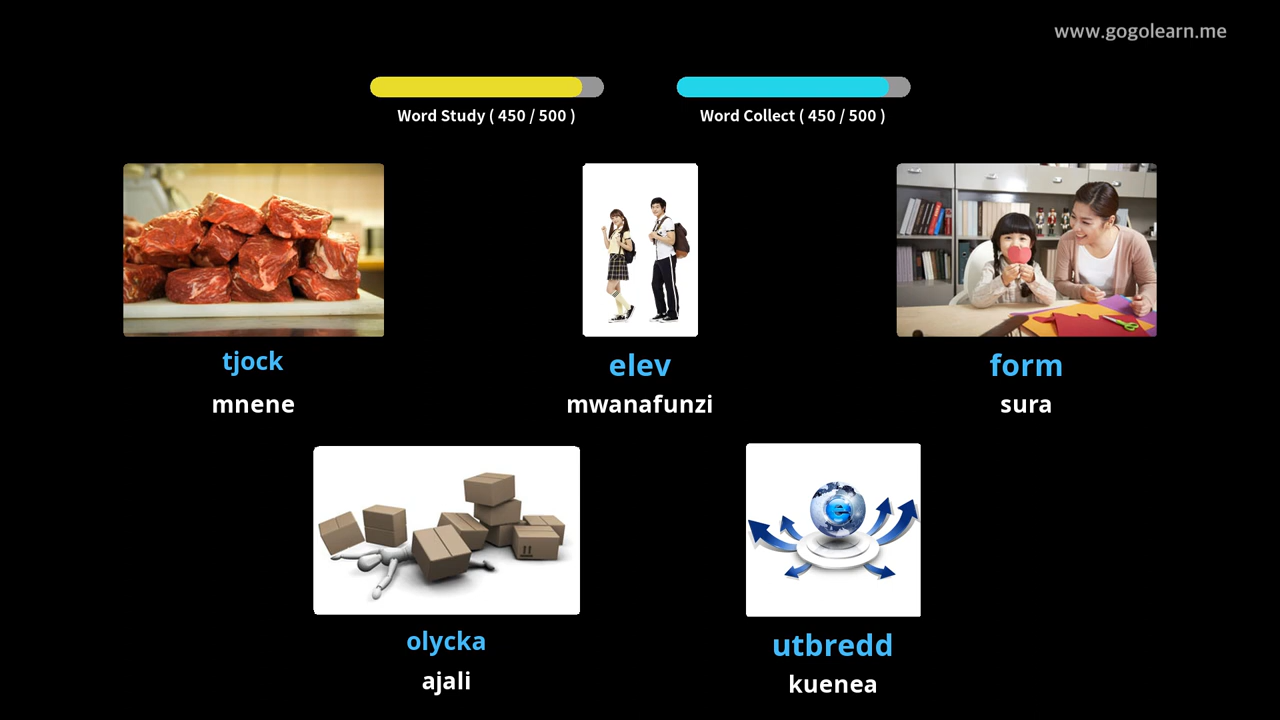 www.gogolearn.me
Word Study ( 450 / 500 )
Word Collect ( 450 / 500 )
tjock
mnene
elev
mwanafunzi
form
sura
olycka
ajali
e
utbredd
kuenea